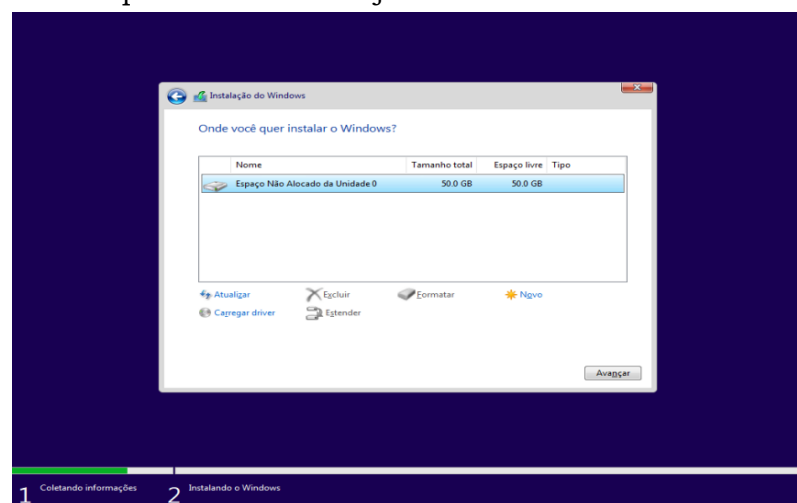 Instalação do Windows
Onde você quer instalar o Windows?
Nome Tamanho total Espaço livre Tipo
Espaço Não Alocado da Unidade 0 50.0 GB 50.0 GB
Atualizar Excluir Formatar Novo
Carregar driver Estender
Avançar
1 Coletando informações 2 Instalando o Windows